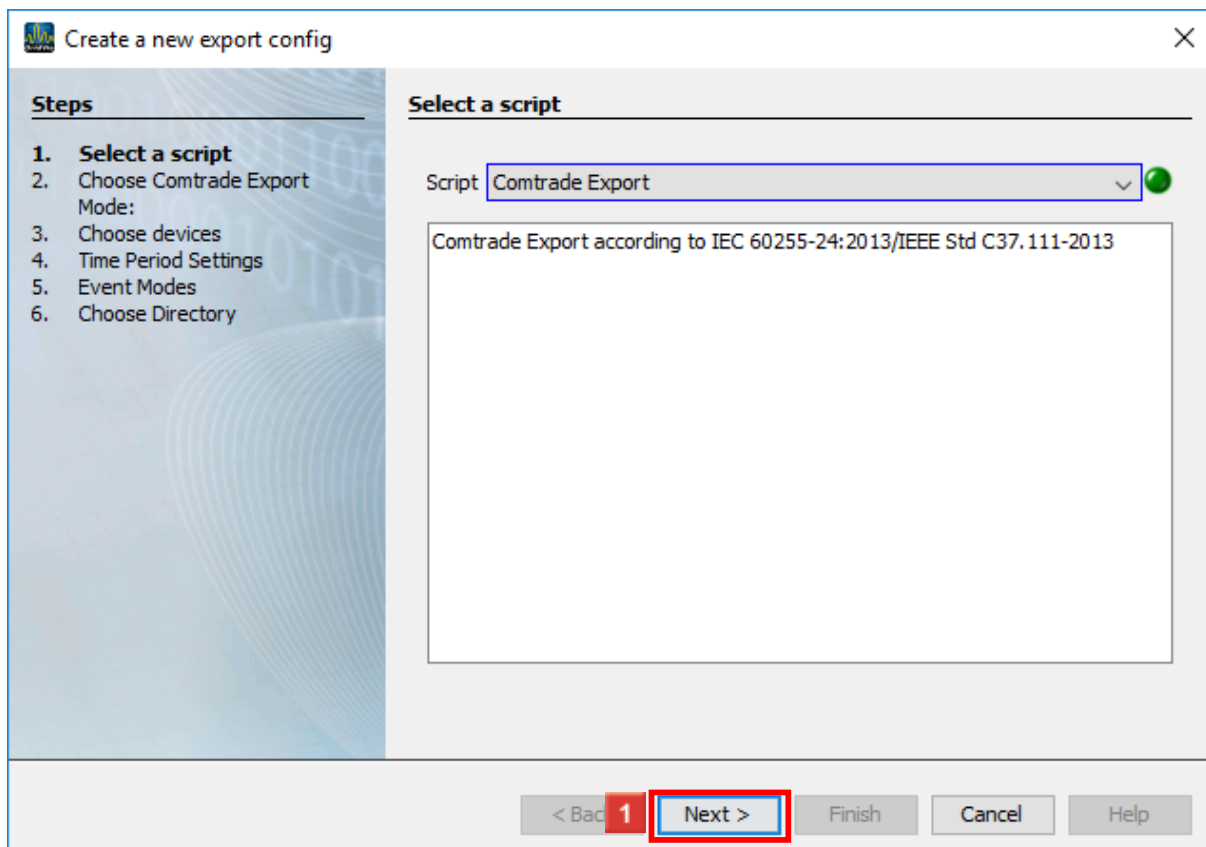 Create a new export config
Steps
1. Select a script
2. Choose Comtrade Export
Mode:
3. Choose devices
4. Time Period Settings
5. Event Modes
6. Choose Directory
Select a script
Script Comtrade Export
Comtrade Export according to IEC 60255-24:2013/IEEE Std C37.111-2013
< Bac 1 Next > Finish Cancel Help